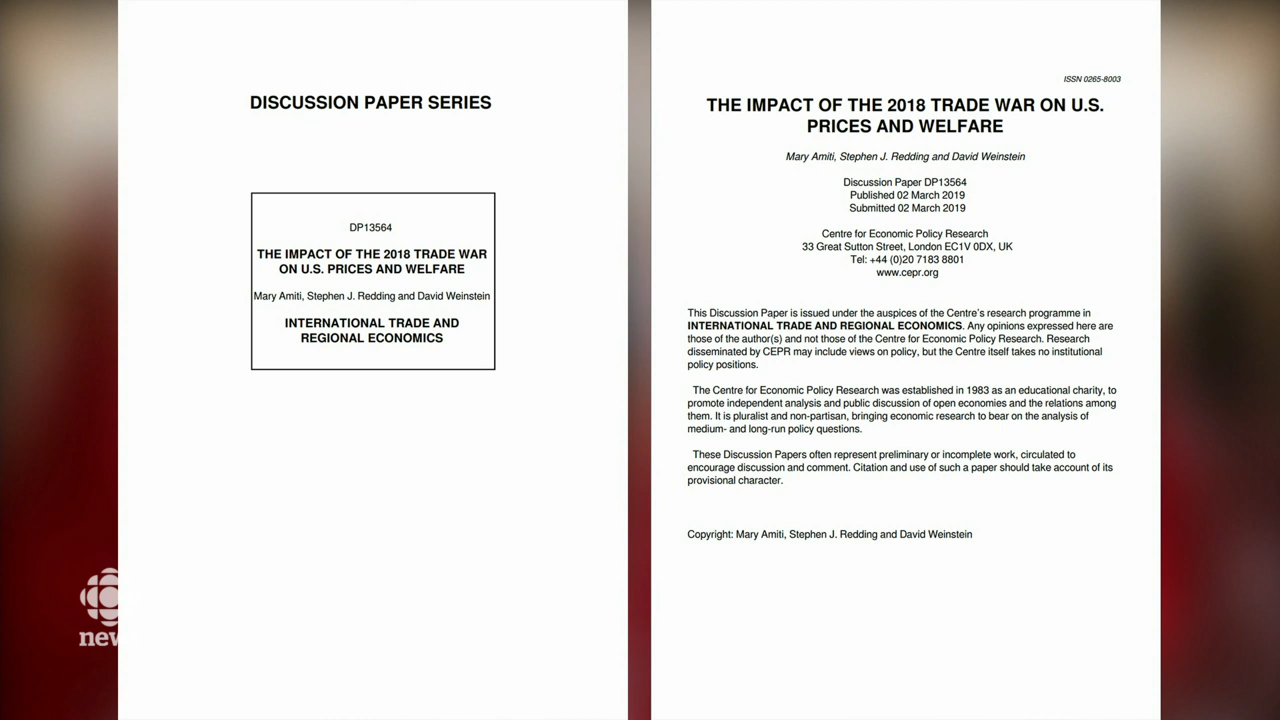 DISCUSSION PAPER SERIES
DP13564
THE IMPACT OF THE 2018 TRADE WAR
ON U.S. PRICES AND WELFARE
Mary Amiti, Stephen J. Redding and David Weinstein
INTERNATIONAL TRADE AND
REGIONAL ECONOMICS
ISSN 0265-8003
THE IMPACT OF THE 2018 TRADE WAR ON U.S.
PRICES AND WELFARE
Mary Amiti, Stephen J. Redding and David Weinstein
Discussion Paper DP13564
Published 02 March 2019
Submitted 02 March 2019
Centre for Economic Policy Research
33 Great Sutton Street, London EC1V 0DX, UK
Tel: +44 (0)20 7183 8801
www.cepr.org
This Discussion Paper is issued under the auspices of the Centre's research programme in
INTERNATIONAL TRADE AND REGIONAL ECONOMICS. Any opinions expressed here are
those of the author(s) and not those of the Centre for Economic Policy Research. Research
disseminated by CEPR may include views on policy, but the Centre itself takes no institutional
policy positions.
The Centre for Economic Policy Research was established in 1983 as an educational charity, to
promote independent analysis and public discussion of open economies and the relations among
them. It is pluralist and non-partisan, bringing economic research to bear on the analysis of
medium- and long-run policy questions.
These Discussion Papers often represent preliminary or incomplete work, circulated to
encourage discussion and comment. Citation and use of such a paper should take account of its
provisional character.
Copyright: Mary Amiti, Stephen J. Redding and David Weinstein